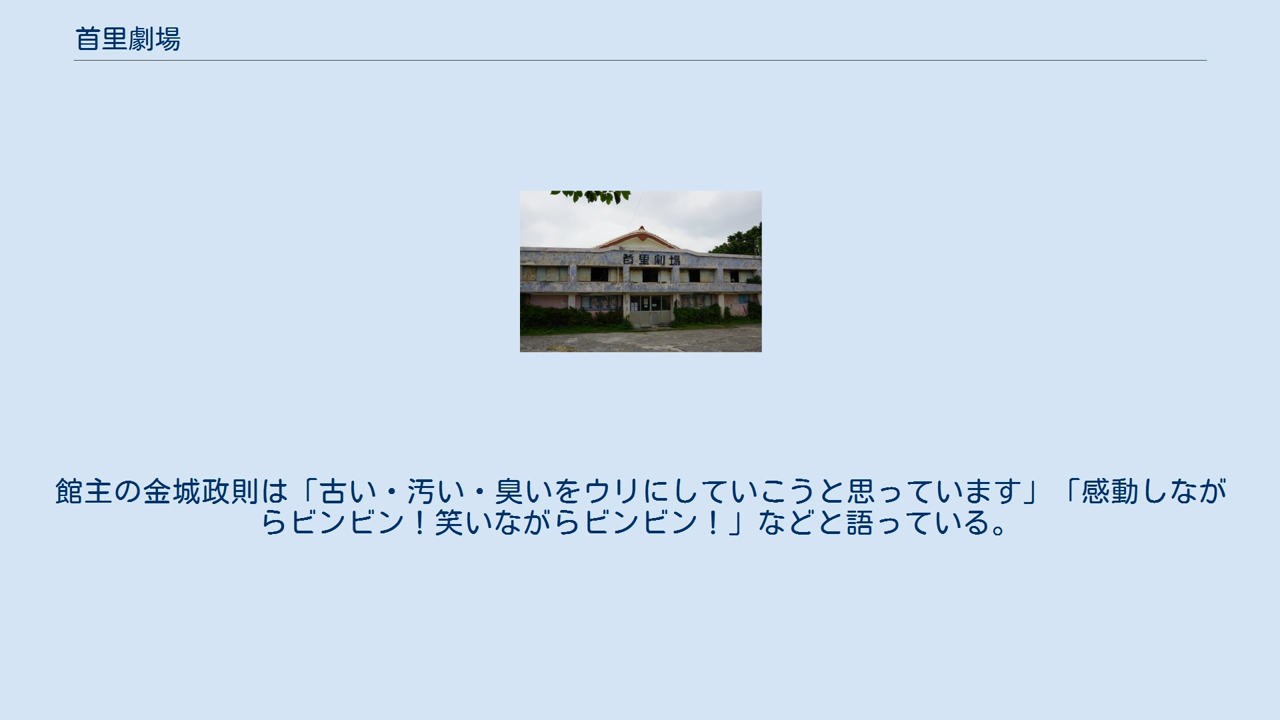 首里劇場
首里劇場
館主の金城政則は「古い・汚い・臭いをウリにしていこうと思っています」「感動しなが
らビンビン！笑いながらビンビン！」などと語っている。